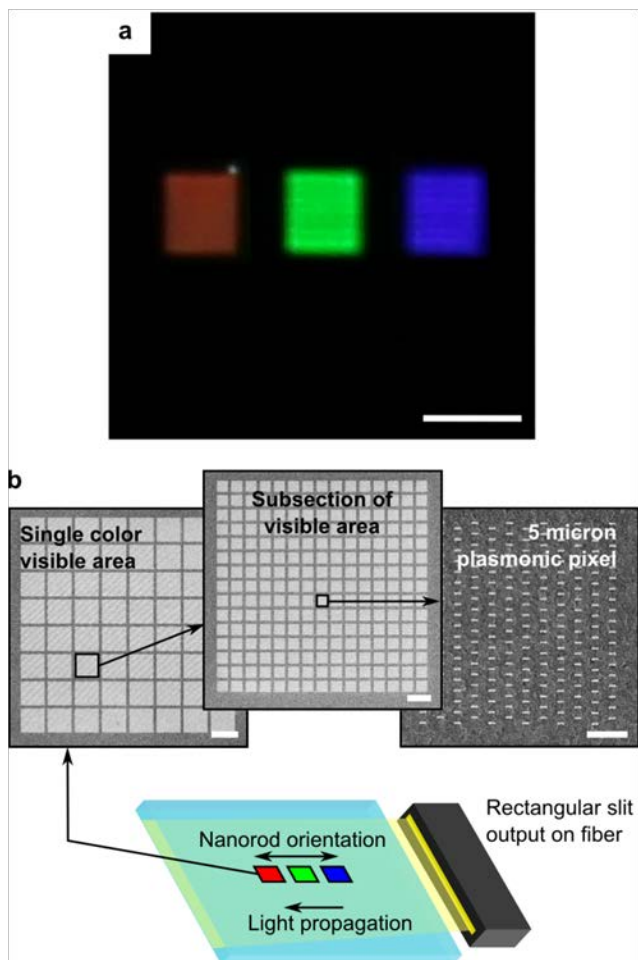 a
b
Single color
visible area
Subsection of
visible area
5 micron
plasmonic pixel
Rectangular slit
output on fiber
Nanorod orientation
Light propagation